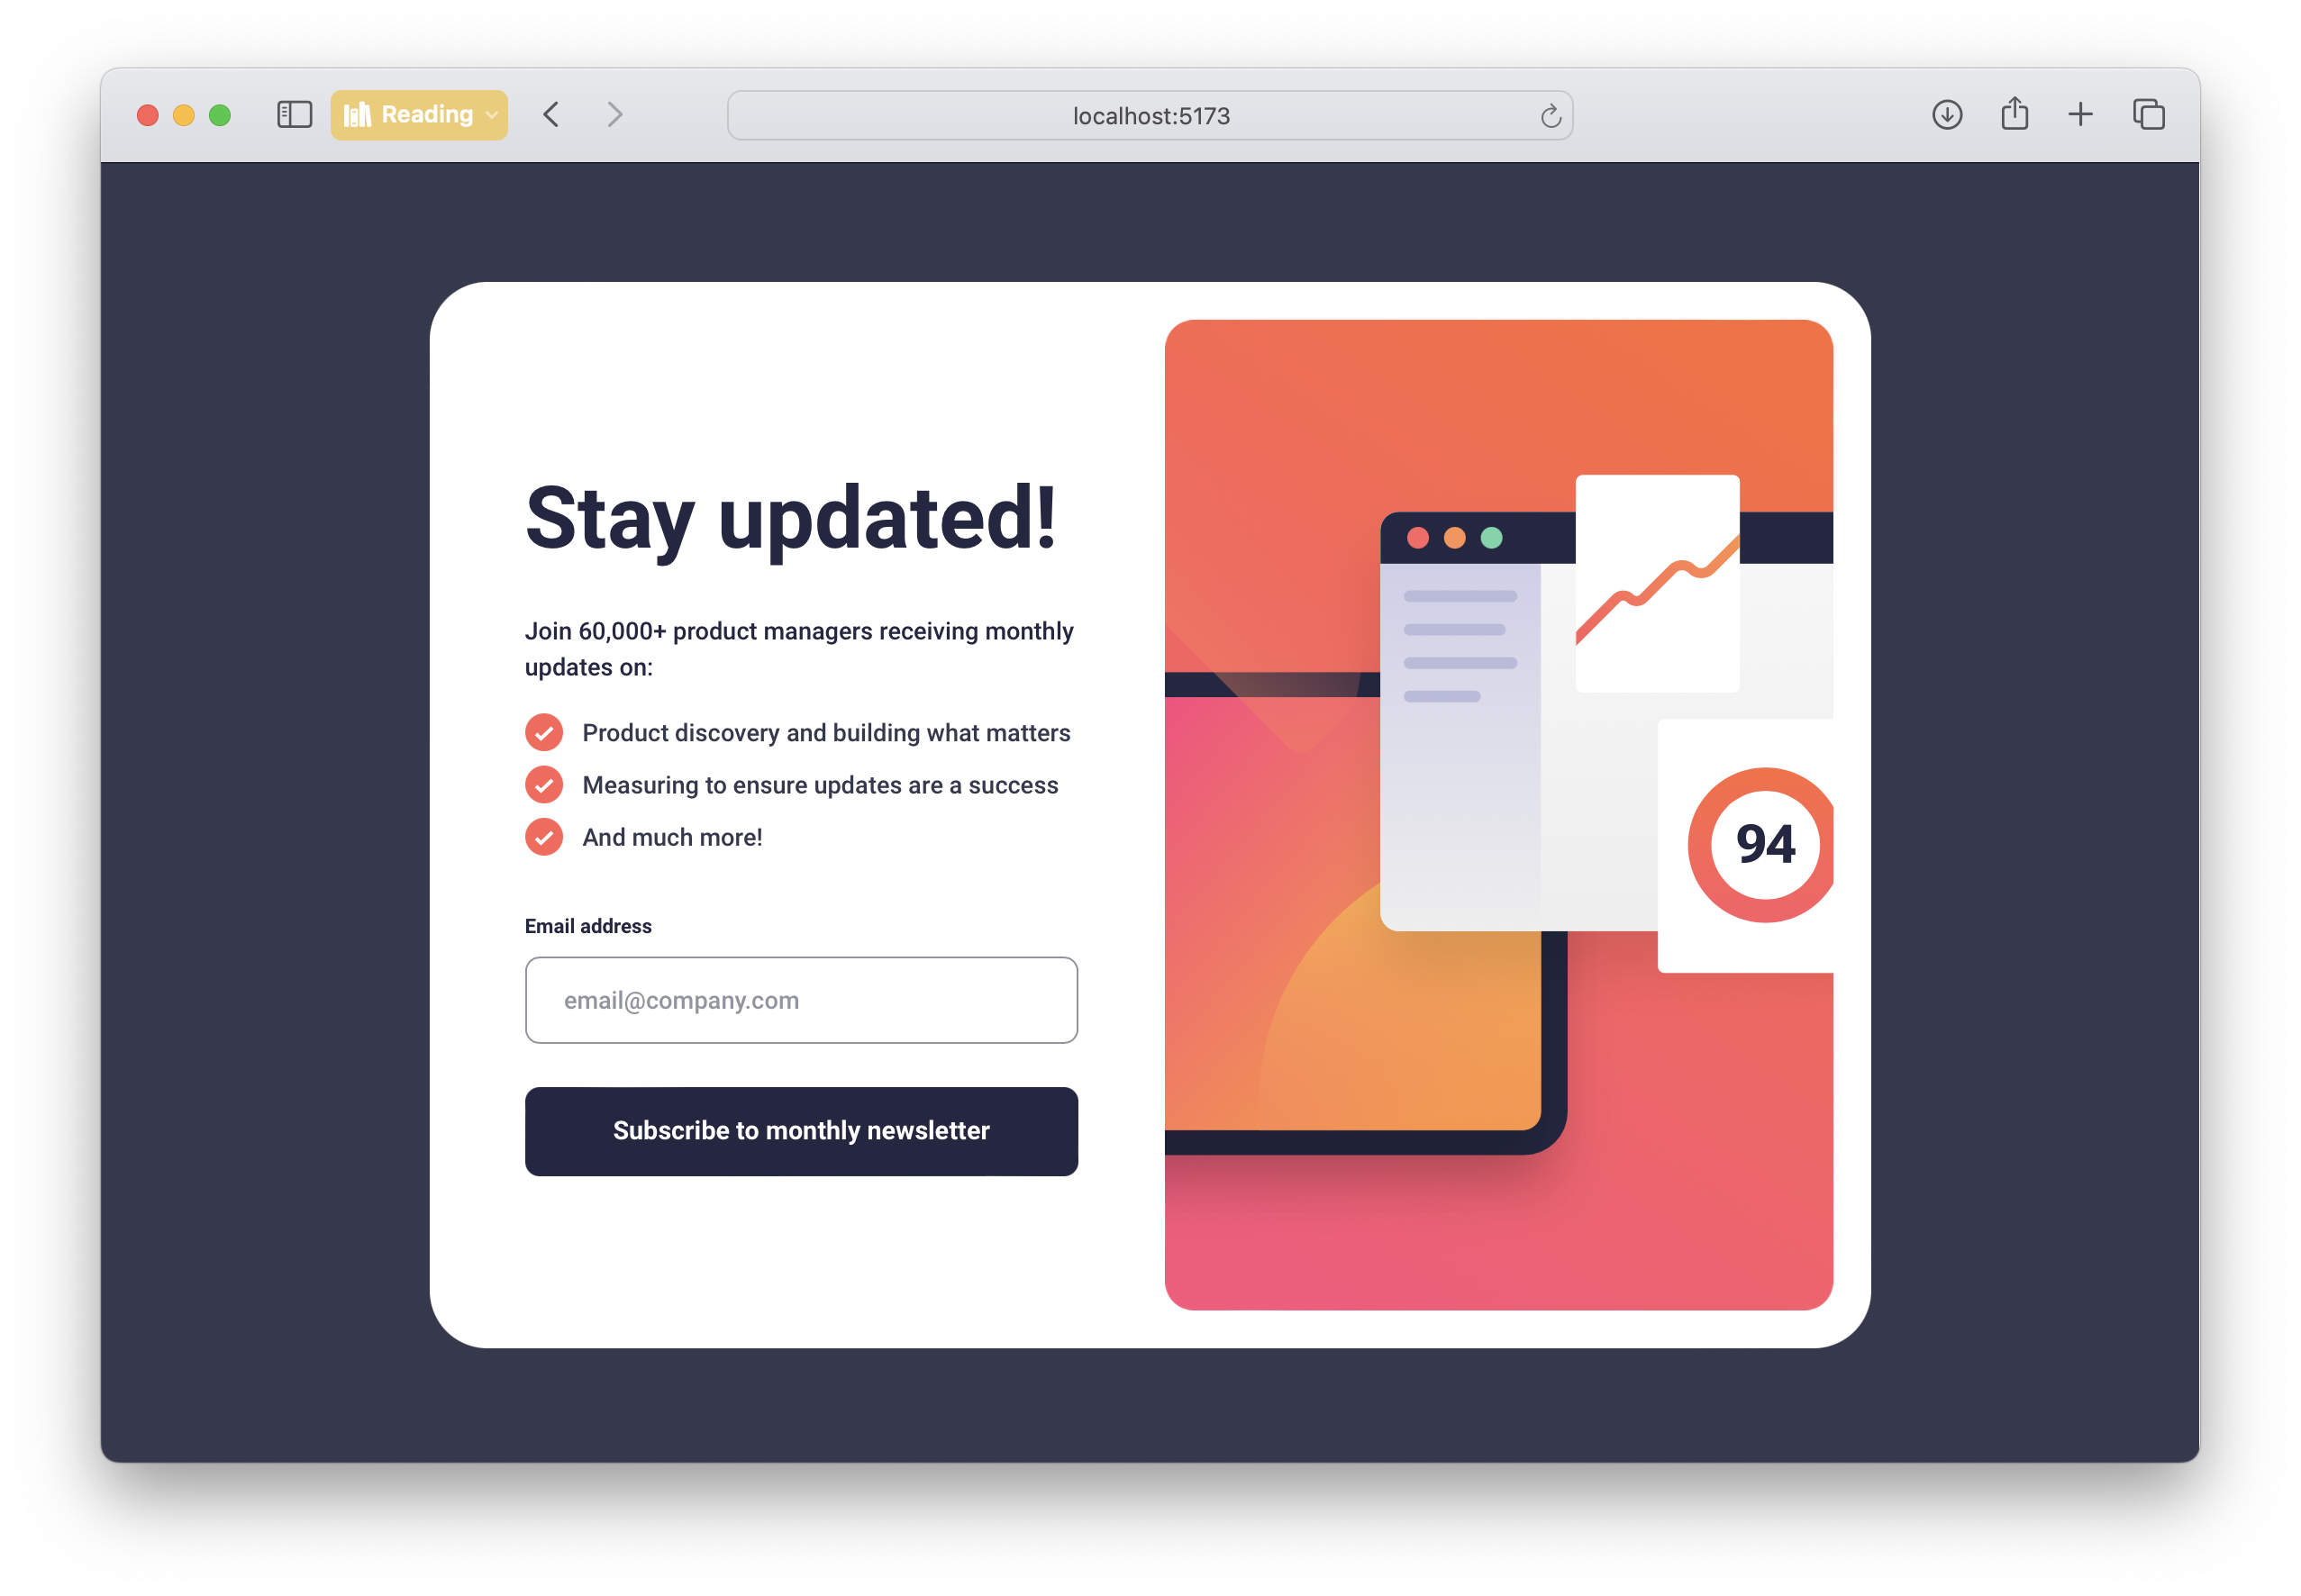 Reading
localhost:5173
Stay updated!
Join 60,000+ product managers receiving monthly
updates on:
Product discovery and building what matters
Measuring to ensure updates are a success
And much more!
Email address
email@company.com
Subscribe to monthly newsletter
94